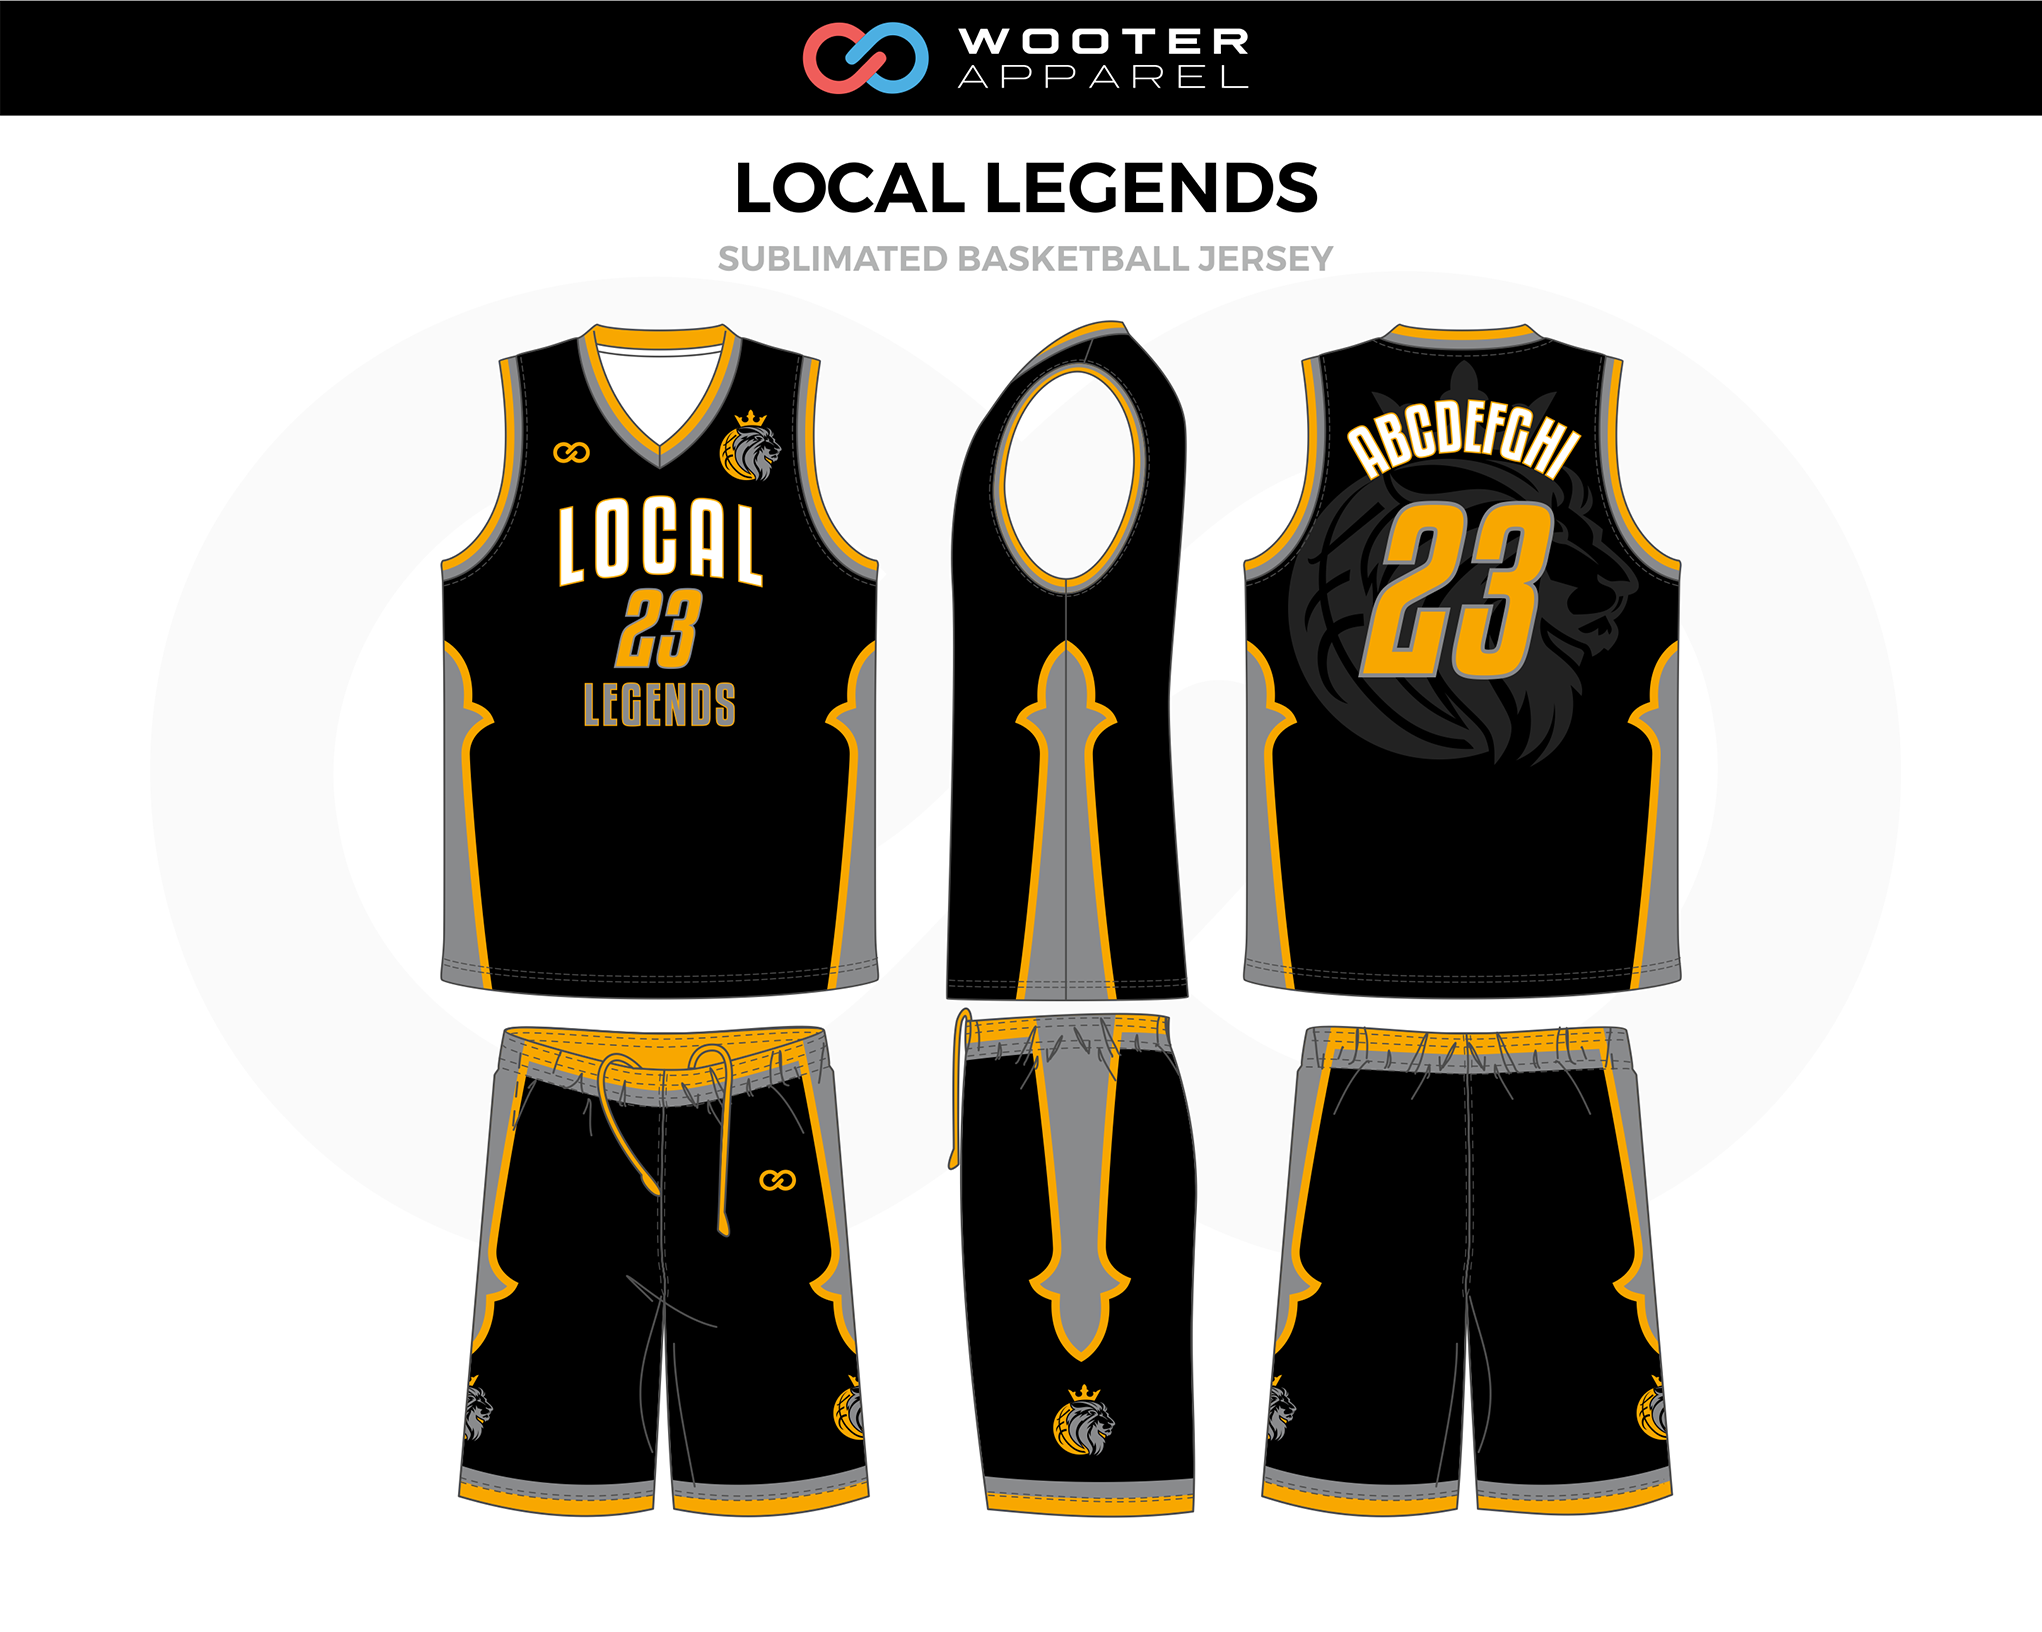 WOOTER
APPAREL
LOCAL LEGENDS
SUBLIMATED BASKETBALL JERSEY
LOCAL
23
LEGENDS
ABCDEFGHI
23